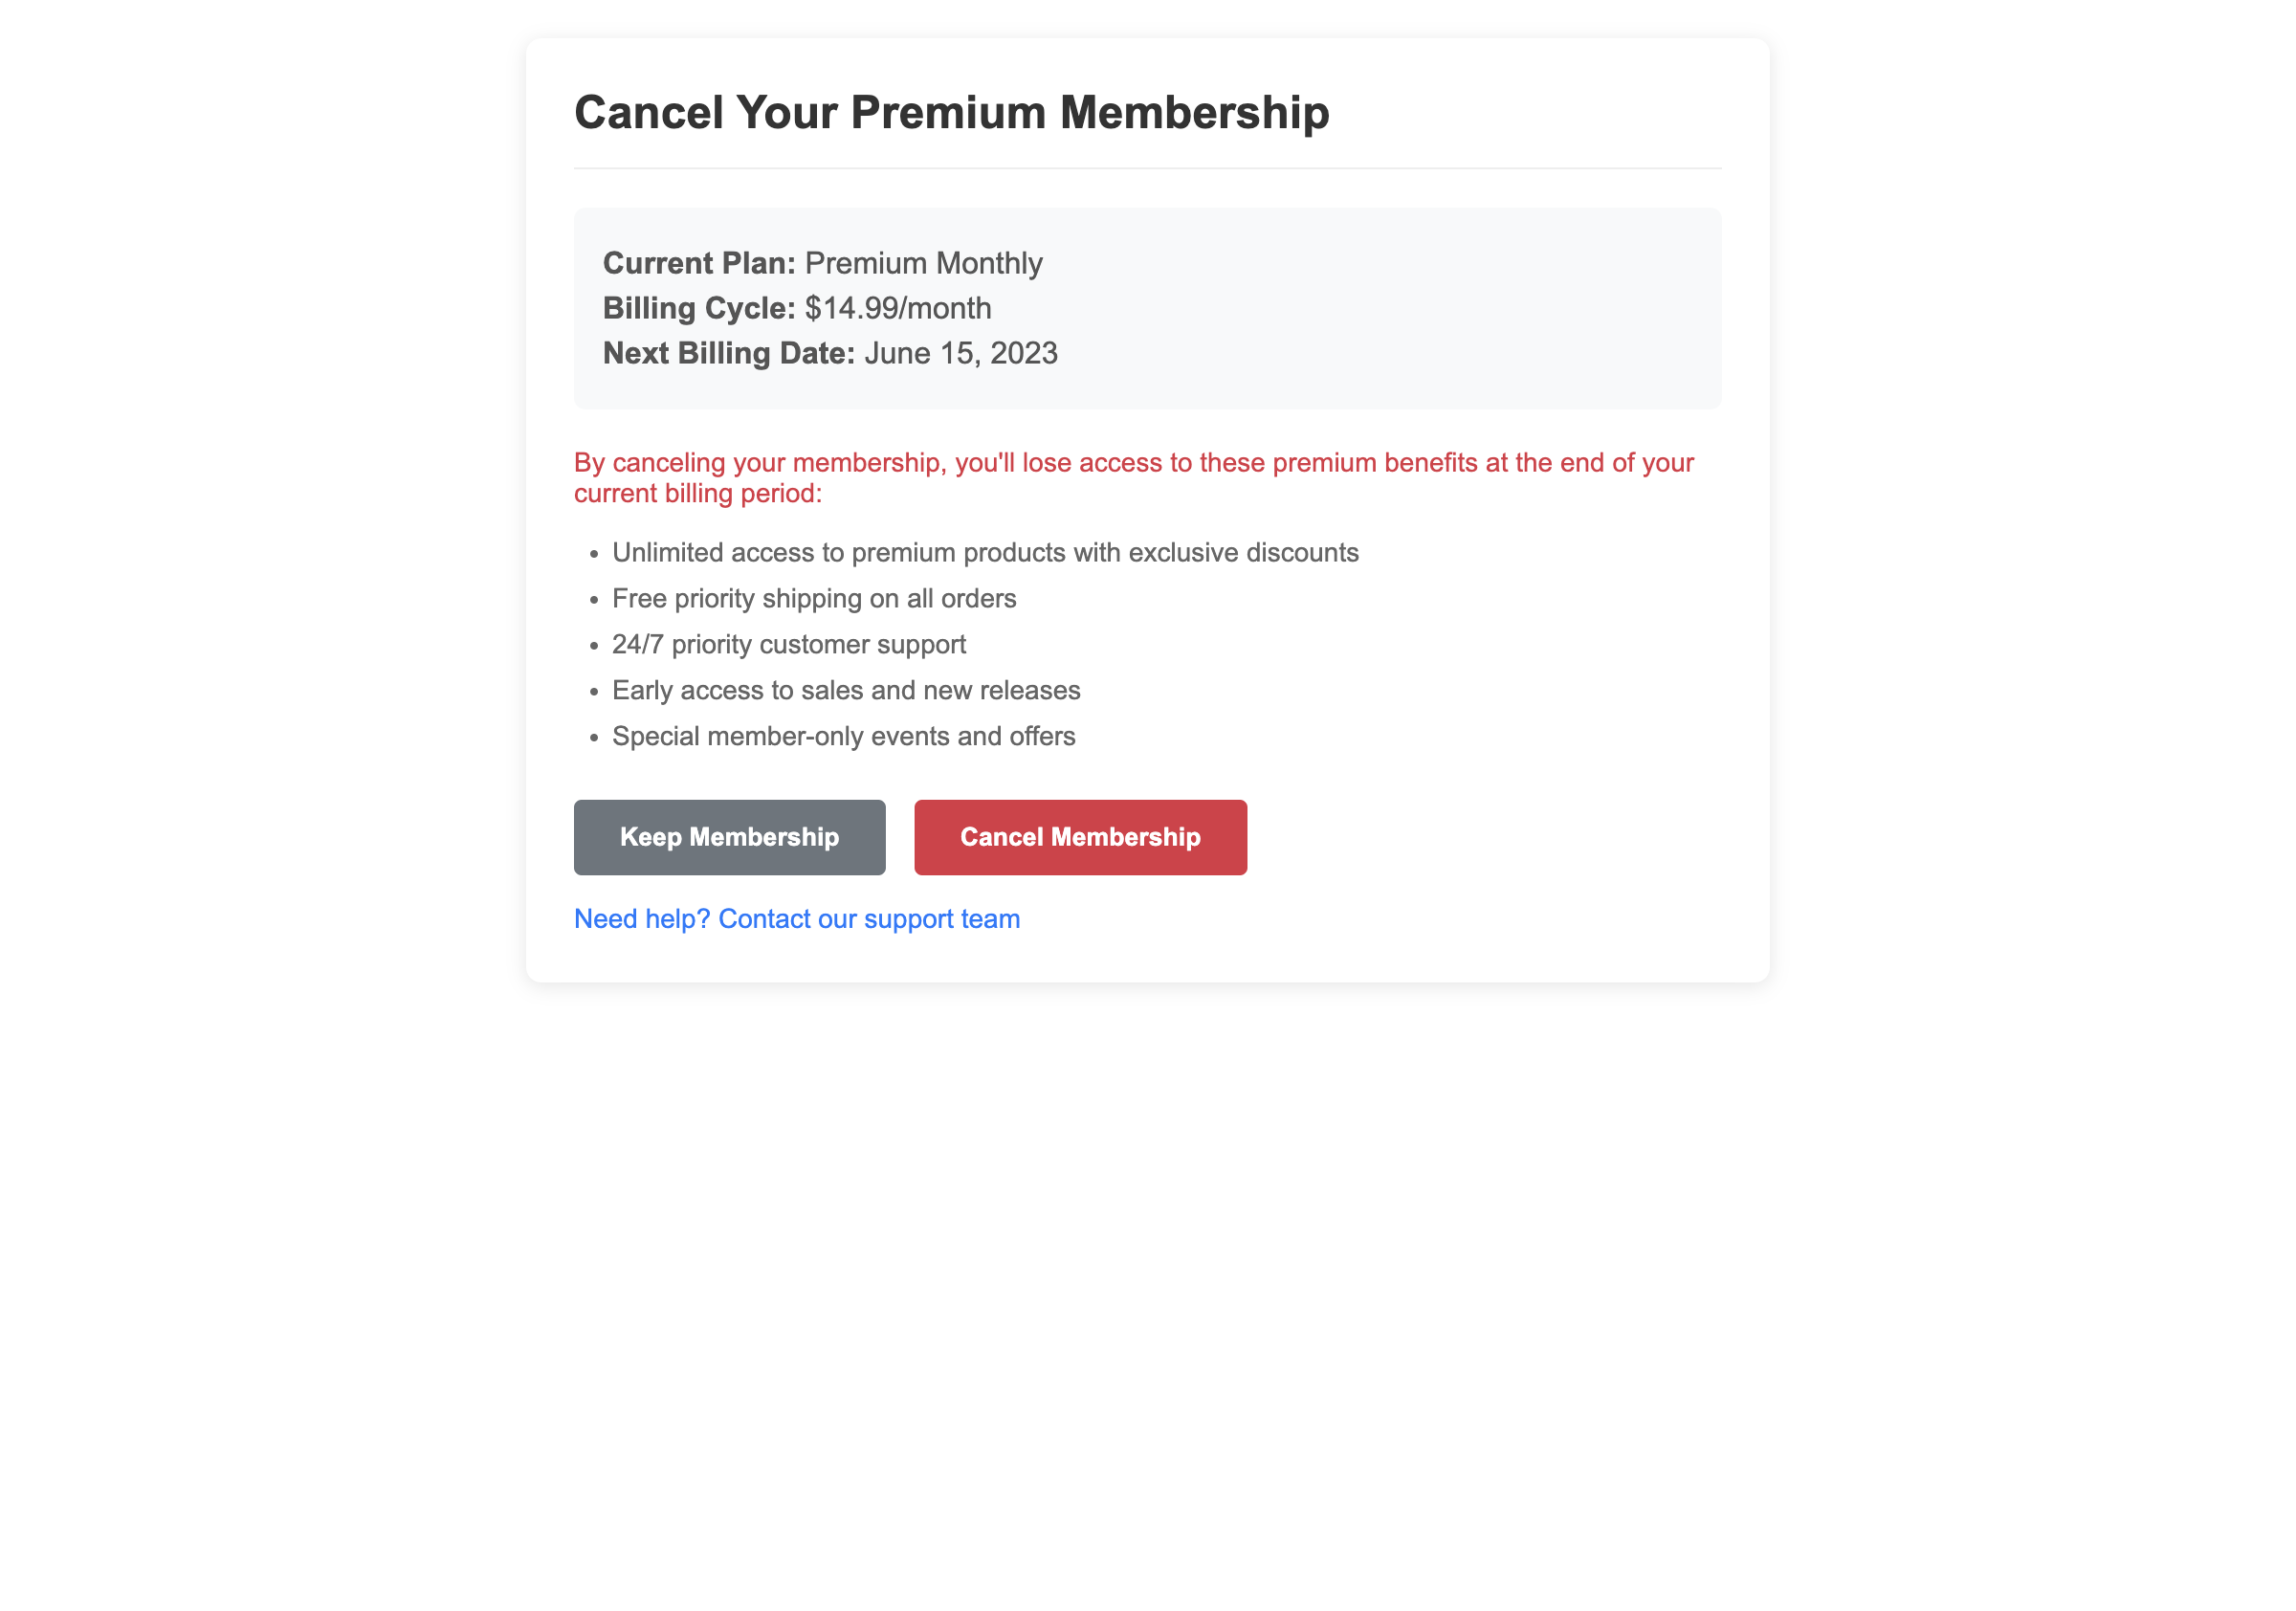 Cancel Your Premium Membership
Current Plan: Premium Monthly
Billing Cycle: $14.99/month
Next Billing Date: June 15, 2023
By canceling your membership, you'll lose access to these premium benefits at the end of your
current billing period:
• Unlimited access to premium products with exclusive discounts
• Free priority shipping on all orders
• 24/7 priority customer support
• Early access to sales and new releases
• Special member-only events and offers
Keep Membership
Cancel Membership
Need help? Contact our support team